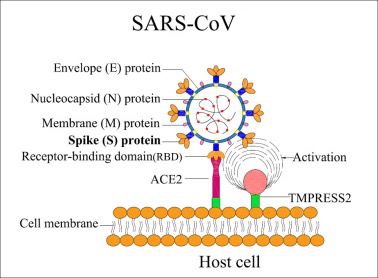 SARS-CoV
Envelope (E) protein
Nucleocapsid (N) protein
Membrane (M) protein
Spike (S) protein
Receptor-binding domain(RBD)
Activation
ACE2
TMPRESS2
Cell membrane
Host cell